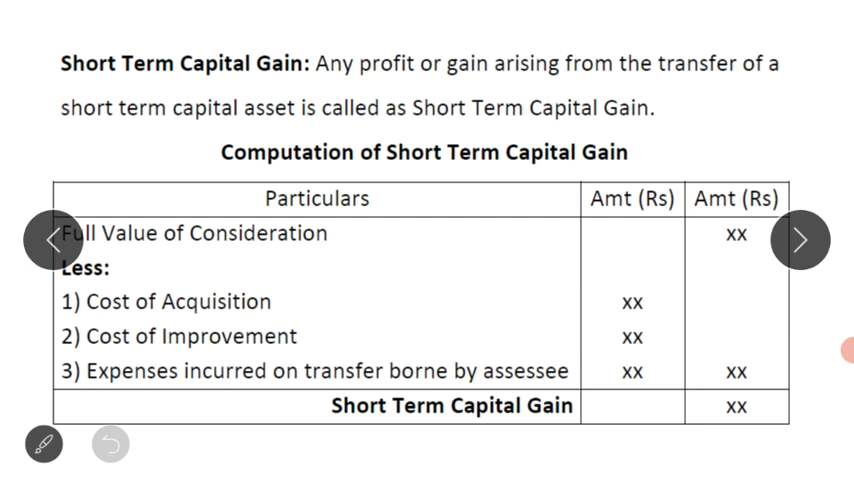 Short Term Capital Gain: Any profit or gain arising from the transfer of a
short term capital asset is called as Short Term Capital Gain.
Computation of Short Term Capital Gain
Particulars Amt (Rs) Amt (Rs)
Full Value of Consideration xx
Less:
1) Cost of Acquisition xx
2) Cost of Improvement xx
3) Expenses incurred on transfer borne by assessee xx xx
Short Term Capital Gain xx